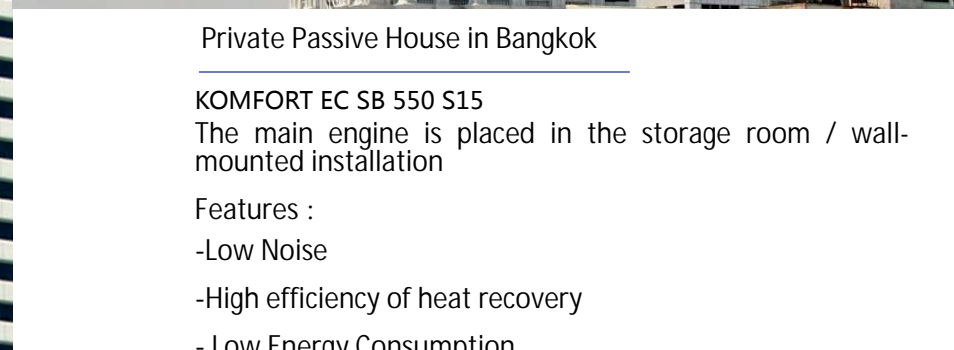 Private Passive House in Bangkok
KOMFORT EC SB 550 S15
The main engine is placed in the storage room / wall-
mounted installation
Features :
-Low Noise
-High efficiency of heat recovery
- Low Energy Consumption